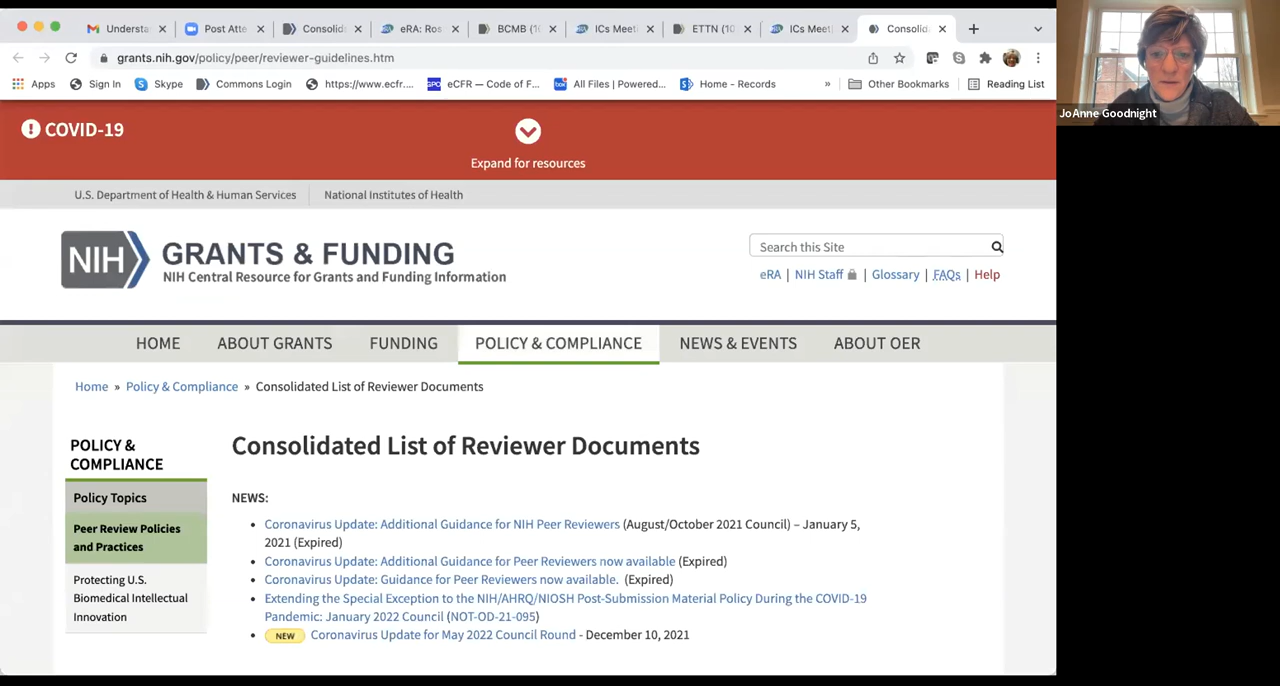 Understa
Post Atte
Consolid
eRA: Ros
BCMB (1
ICs Meeti
ETTN (10
ICs Meeti
Consolid
grants.nih.gov/policy/peer/reviewer-guidelines.htm
Apps
Sign In
Skype
Commons Login
https://www.ecfr....
GPO
eCFR — Code of F...
box
All Files | Powered...
Home - Records
»
Other Bookmarks
Reading List
COVID-19
Expand for resources
U.S. Department of Health & Human Services
National Institutes of Health
NIH
GRANTS & FUNDING
NIH Central Resource for Grants and Funding Information
Search this Site
eRA | NIH Staff | Glossary | FAQs | Help
HOME
ABOUT GRANTS
FUNDING
POLICY & COMPLIANCE
NEWS & EVENTS
ABOUT OER
Home » Policy & Compliance » Consolidated List of Reviewer Documents
POLICY &
COMPLIANCE
Policy Topics
Peer Review Policies
and Practices
Protecting U.S.
Biomedical Intellectual
Innovation
Consolidated List of Reviewer Documents
NEWS:
• Coronavirus Update: Additional Guidance for NIH Peer Reviewers (August/October 2021 Council) – January 5,
2021 (Expired)
• Coronavirus Update: Additional Guidance for Peer Reviewers now available (Expired)
• Coronavirus Update: Guidance for Peer Reviewers now available. (Expired)
• Extending the Special Exception to the NIH/AHRQ/NIOSH Post-Submission Material Policy During the COVID-19
Pandemic: January 2022 Council (NOT-OD-21-095)
• NEW Coronavirus Update for May 2022 Council Round - December 10, 2021
JoAnne Goodnight